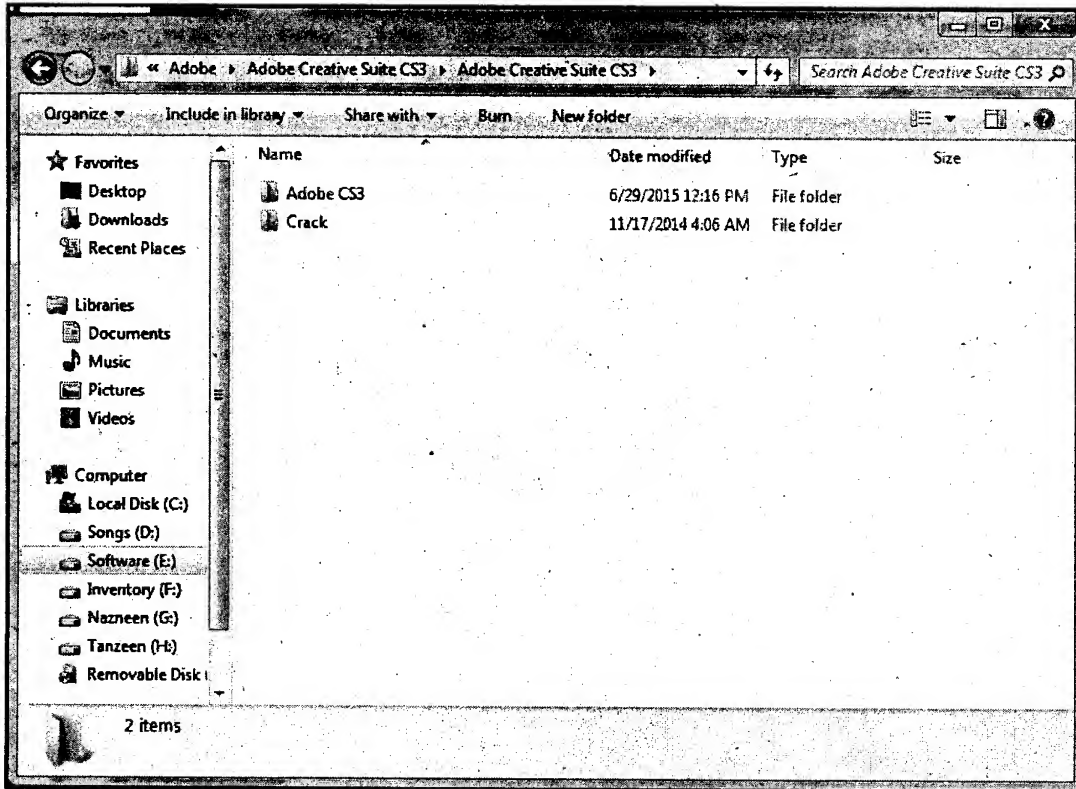 X
« Adobe ▸ Adobe Creative Suite CS3 ▸ Adobe Creative Suite CS3 ▸ Search Adobe Creative Suite CS3
Organize Include in library Share with Burn New folder
Name Date modified Type Size
Favorites
Desktop
Downloads
Recent Places
Libraries
Documents
Music
Pictures
Videos
Computer
Local Disk (C:)
Songs (D:)
Software (E:)
Inventory (F:)
Nazneen (G:)
Tanzeen (H:)
Removable Disk (
Adobe CS3 6/29/2015 12:16 PM File folder
Crack 11/17/2014 4:06 AM File folder
2 items